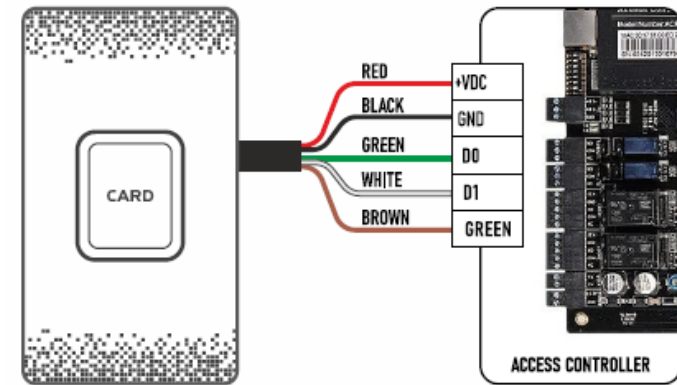 CARD
RED
BLACK
GREEN
WHITE
BROWN
+VDC
GND
D0
D1
GREEN
ACCESS CONTROLLER